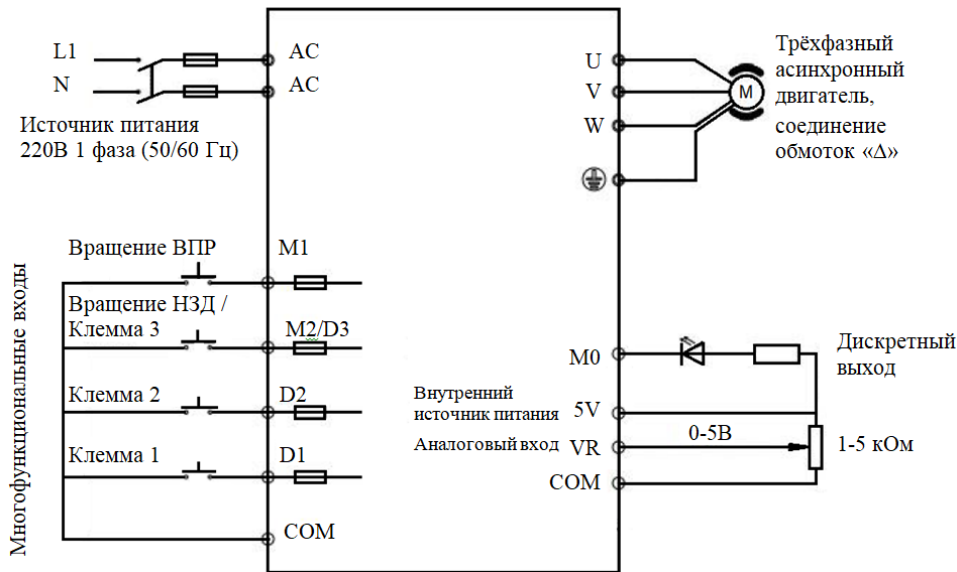 L1
N
Источник питания
220В 1 фаза (50/60 Гц)
AC
AC
U
V
W
M
Трёхфазный
асинхронный
двигатель,
соединение
обмоток «Δ»
Многофункциональные входы
Вращение ВПР
M1
Вращение НЗД /
Клемма 3
M2/D3
Клемма 2
D2
Клемма 1
D1
COM
M0
Дискретный
выход
Внутренний
источник питания
5V
Аналоговый вход
VR
0-5В
1-5 кОм
COM